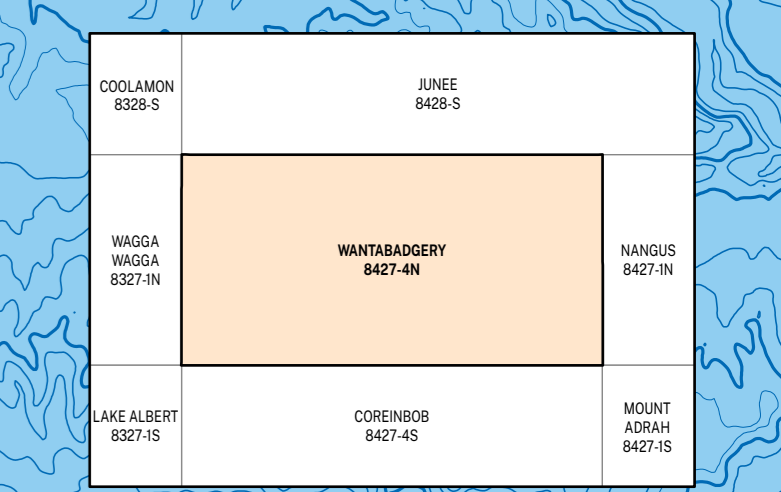 COOLAMON
8328-S
JUNEE
8428-S
WAGGA
WAGGA
8327-1N
WANTABADGERY
8427-4N
NANGUS
8427-1N
LAKE ALBERT
8327-1S
COREINBOB
8427-4S
MOUNT
ADRAH
8427-1S